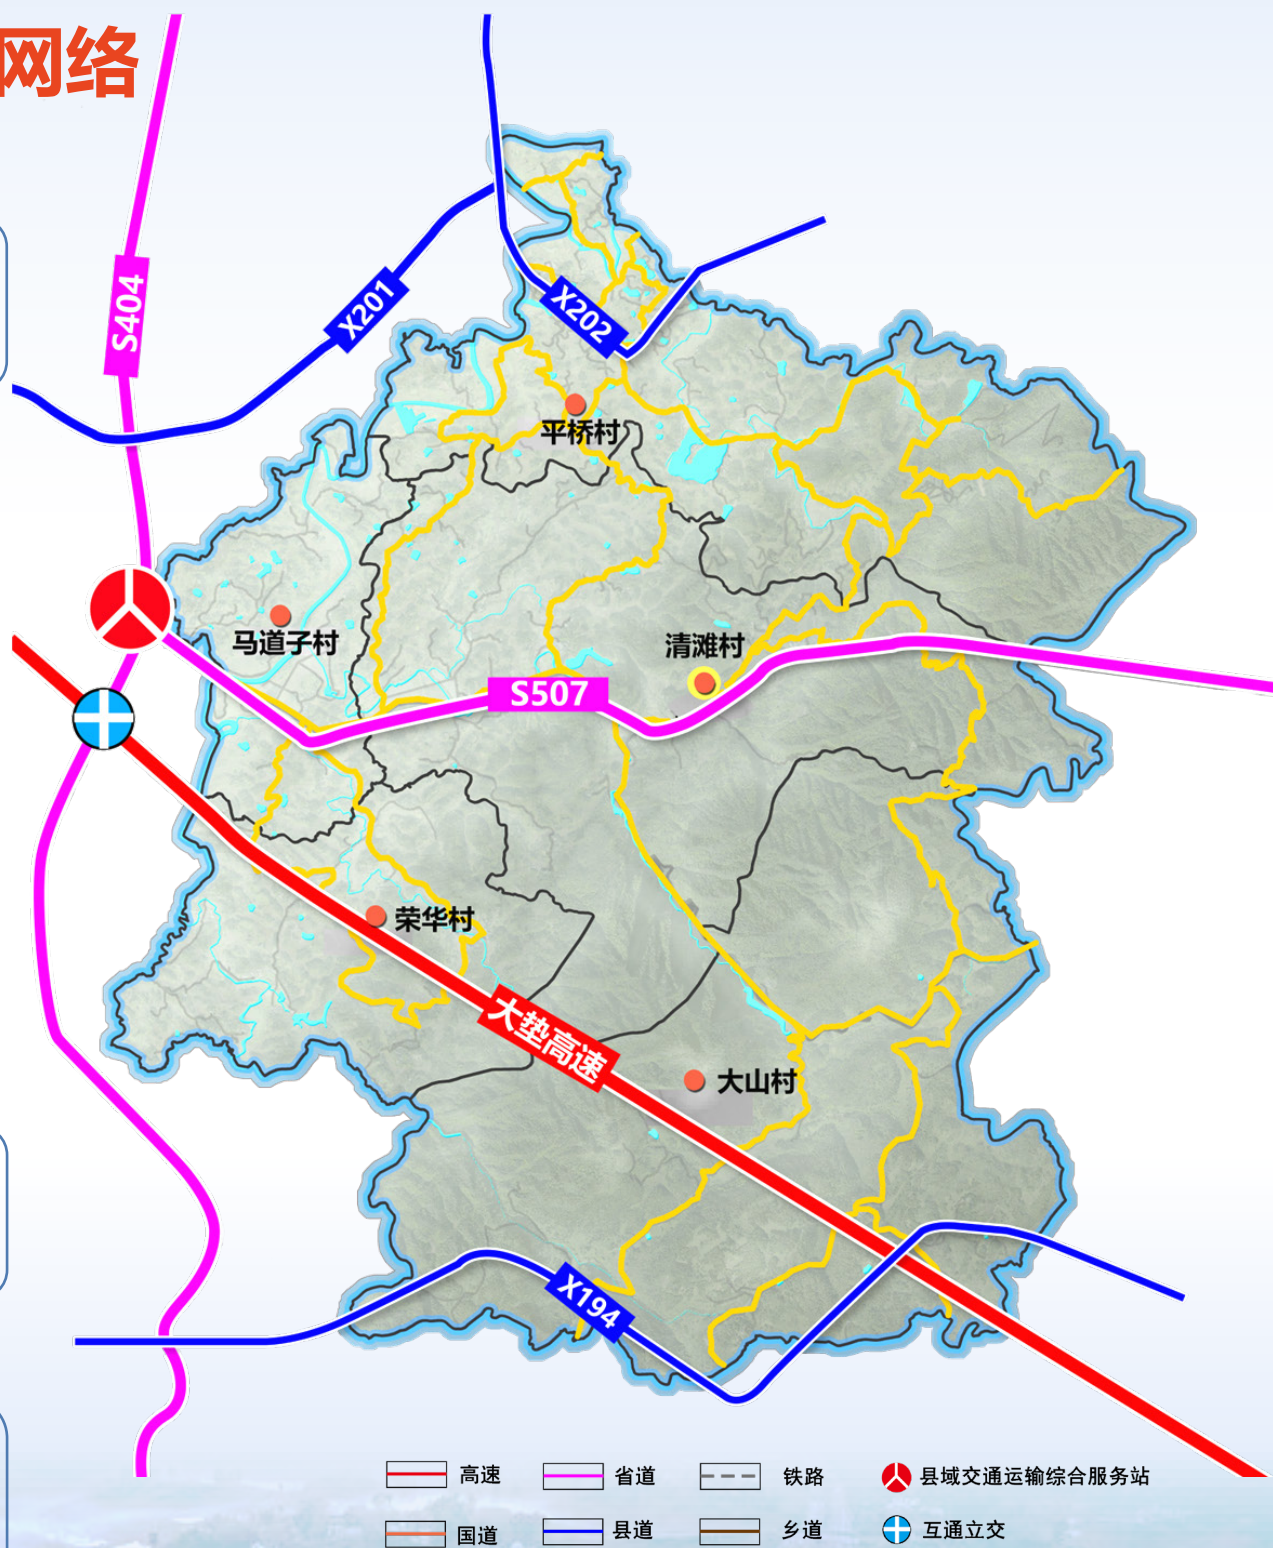 网络
S404
X201
X202
平桥村
马道子村
清滩村
S507
荣华村
大垫高速
大山村
X194
高速
省道
铁路
县域交通运输综合服务站
国道
县道
乡道
互通立交